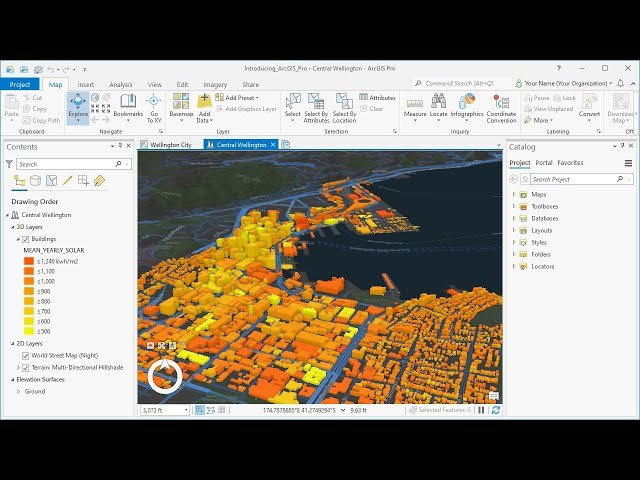 Introducing_ArcGIS_Pro - Central Wellington - ArcGIS Pro
Project Map Insert Analysis View Edit Imagery Share
Command Search (Alt+Q)
Your Name (Your Organization)
Paste
Cut
Copy
Copy Path
Clipboard
Explore
Bookmarks
Go To XY
Navigate
Basemap
Add Data
Add Preset
Add Graphics Layer
Layer
Select
Select By Attributes
Select By Location
Attributes
Clear
Selection
Measure
Locate
Infographics
Coordinate Conversion
Inquiry
Pause
Lock
View Unplaced
More
Convert
Labeling
Download Map
Offl
Contents
Search
Drawing Order
Central Wellington
3D Layers
Buildings
MEAN_YEARLY_SOLAR
≤1,246 kwh/m2
≤1,100
≤1,000
≤900
≤800
≤700
≤600
≤500
2D Layers
World Street Map (Night)
Terrain: Multi-Directional Hillshade
Elevation Surfaces
Ground
Wellington City
Central Wellington
3,072 ft
174.7878885°E 41.2749294°S
9.63 ft
Selected Features: 0
Catalog
Project Portal Favorites
Search Project
Maps
Toolboxes
Databases
Layouts
Styles
Folders
Locators